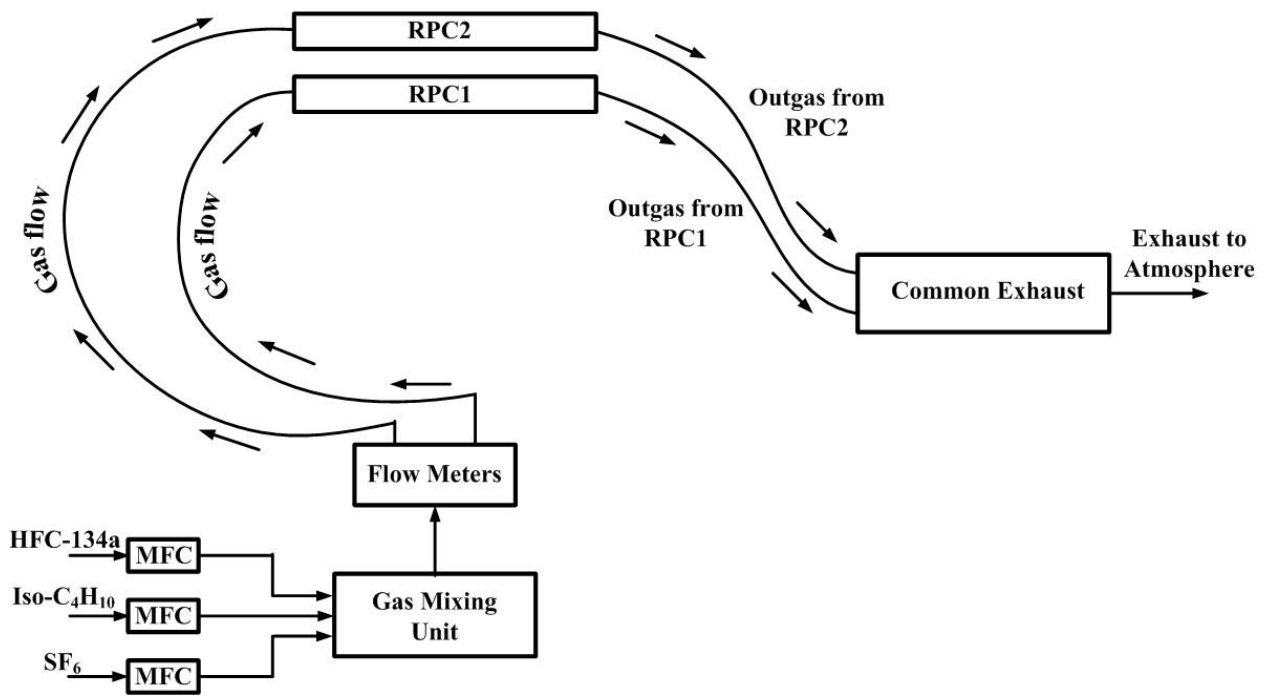 RPC2
RPC1
Outgas from
RPC2
Outgas from
RPC1
Gas flow
Gas flow
Exhaust to
Atmosphere
Common Exhaust
Flow Meters
HFC-134a
MFC
Iso-C₄H₁₀
MFC
SF₆
MFC
Gas Mixing
Unit